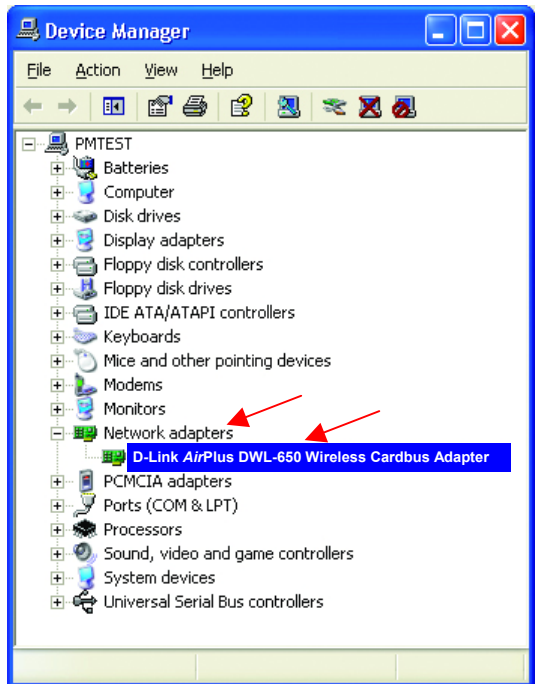 Device Manager
File Action View Help
PMTEST
Batteries
Computer
Disk drives
Display adapters
Floppy disk controllers
Floppy disk drives
IDE ATA/ATAPI controllers
Keyboards
Mice and other pointing devices
Modems
Monitors
Network adapters
D-Link AirPlus DWL-650 Wireless Cardbus Adapter
PCMCIA adapters
Ports (COM & LPT)
Processors
Sound, video and game controllers
System devices
Universal Serial Bus controllers